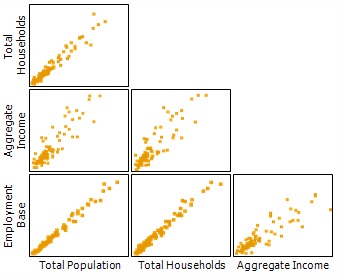 Total
Households
Aggregate
Income
Employment
Base
Total Population
Total Households
Aggregate Income